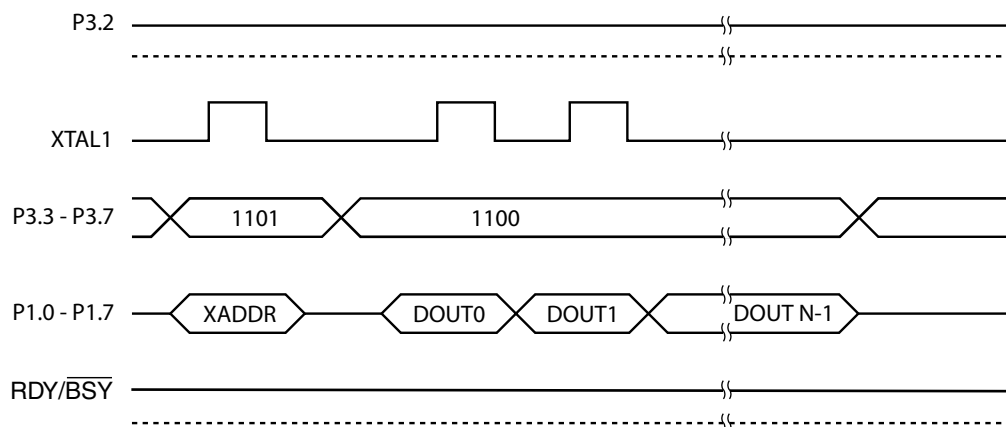 P3.2
XTAL1
P3.3 - P3.7 1101 1100
P1.0 - P1.7 XADDR DOUT0 DOUT1 DOUT N-1
RDY/B̅S̅Y̅